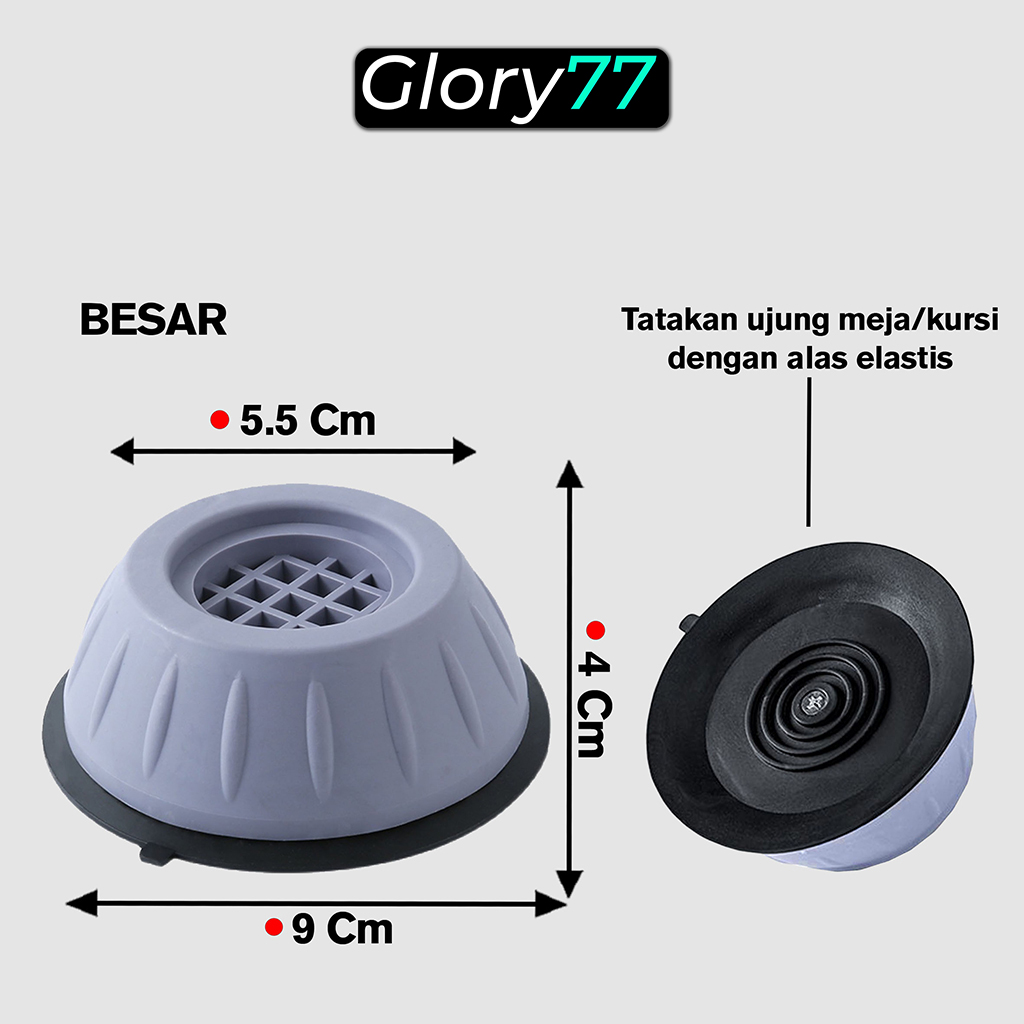 Glory77
BESAR
Tatakan ujung meja/kursi
dengan alas elastis
5.5 Cm
4 Cm
9 Cm